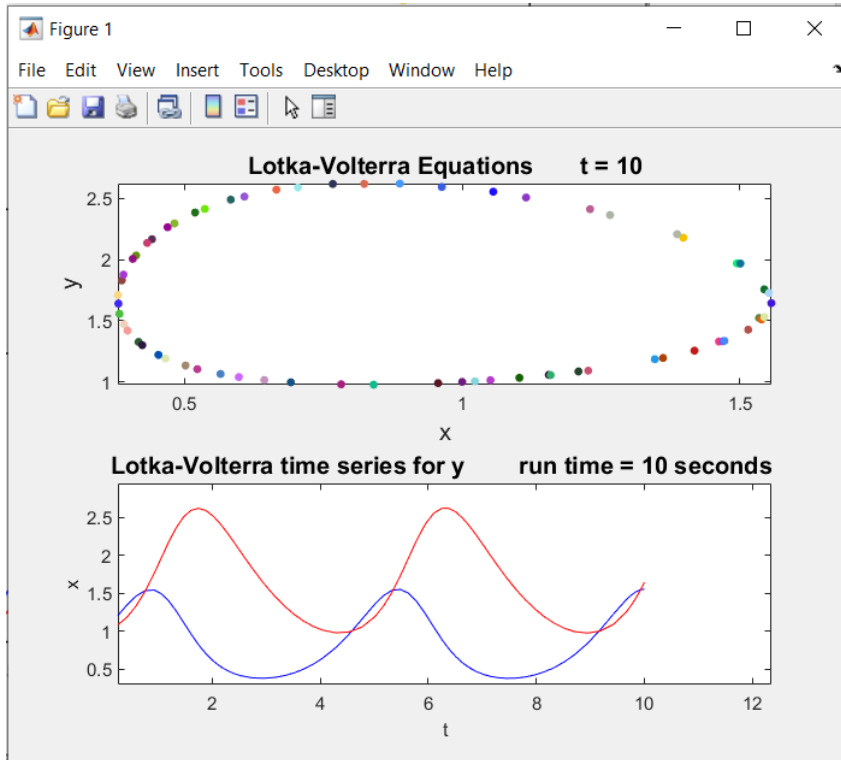 Figure 1
File Edit View Insert Tools Desktop Window Help
Lotka-Volterra Equations t = 10
2.5
2
1.5
1
y
0.5 1 1.5
x
Lotka-Volterra time series for y run time = 10 seconds
2.5
2
1.5
1
0.5
x
2 4 6 8 10 12
t